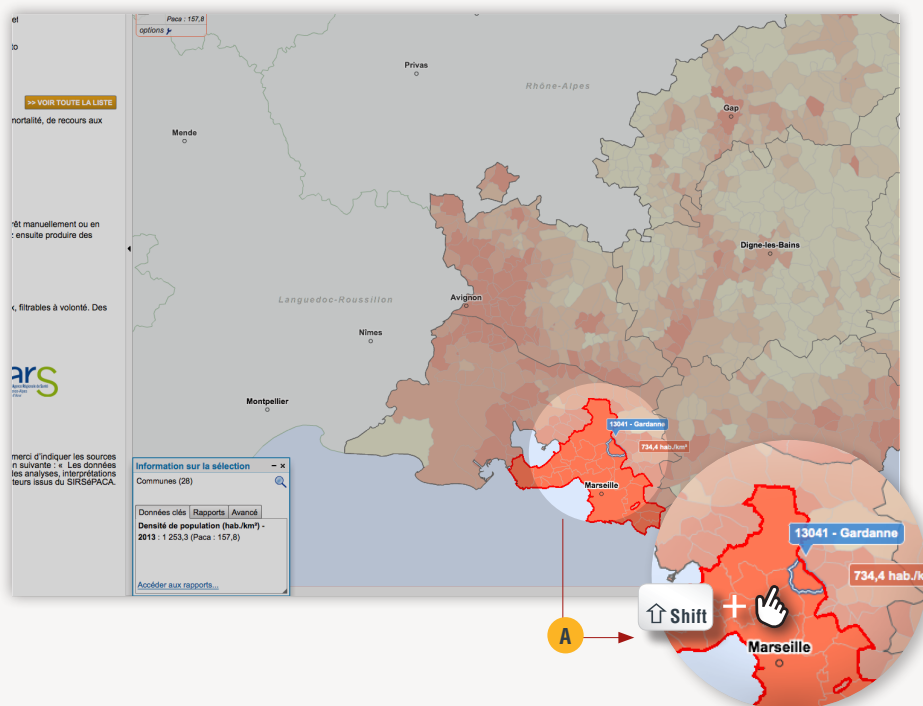 et
Paca : 157,8
options
to
>> VOIR TOUTE LA LISTE
mortalité, de recours aux
rêt manuellement ou en
ensuite produire des
x, filtrables à volonté. Des
ars
merci d'indiquer les sources
n suivante : « Les données
les analyses, interprétations
teurs issus du SIRSéPACA.
Privas
Rhône-Alpes
Gap
Mende
Digne-les-Bains
Languedoc-Roussillon
Avignon
Nîmes
Montpellier
13041 - Gardanne
734,4 hab./km²
Marseille
Information sur la sélection
Communes (28)
Données clés Rapports Avancé
Densité de population (hab./km²) -
2013 : 1 253,3 (Paca : 157,8)
Accéder aux rapports...
13041 - Gardanne
734,4 hab./k
Shift +
A
Marseille